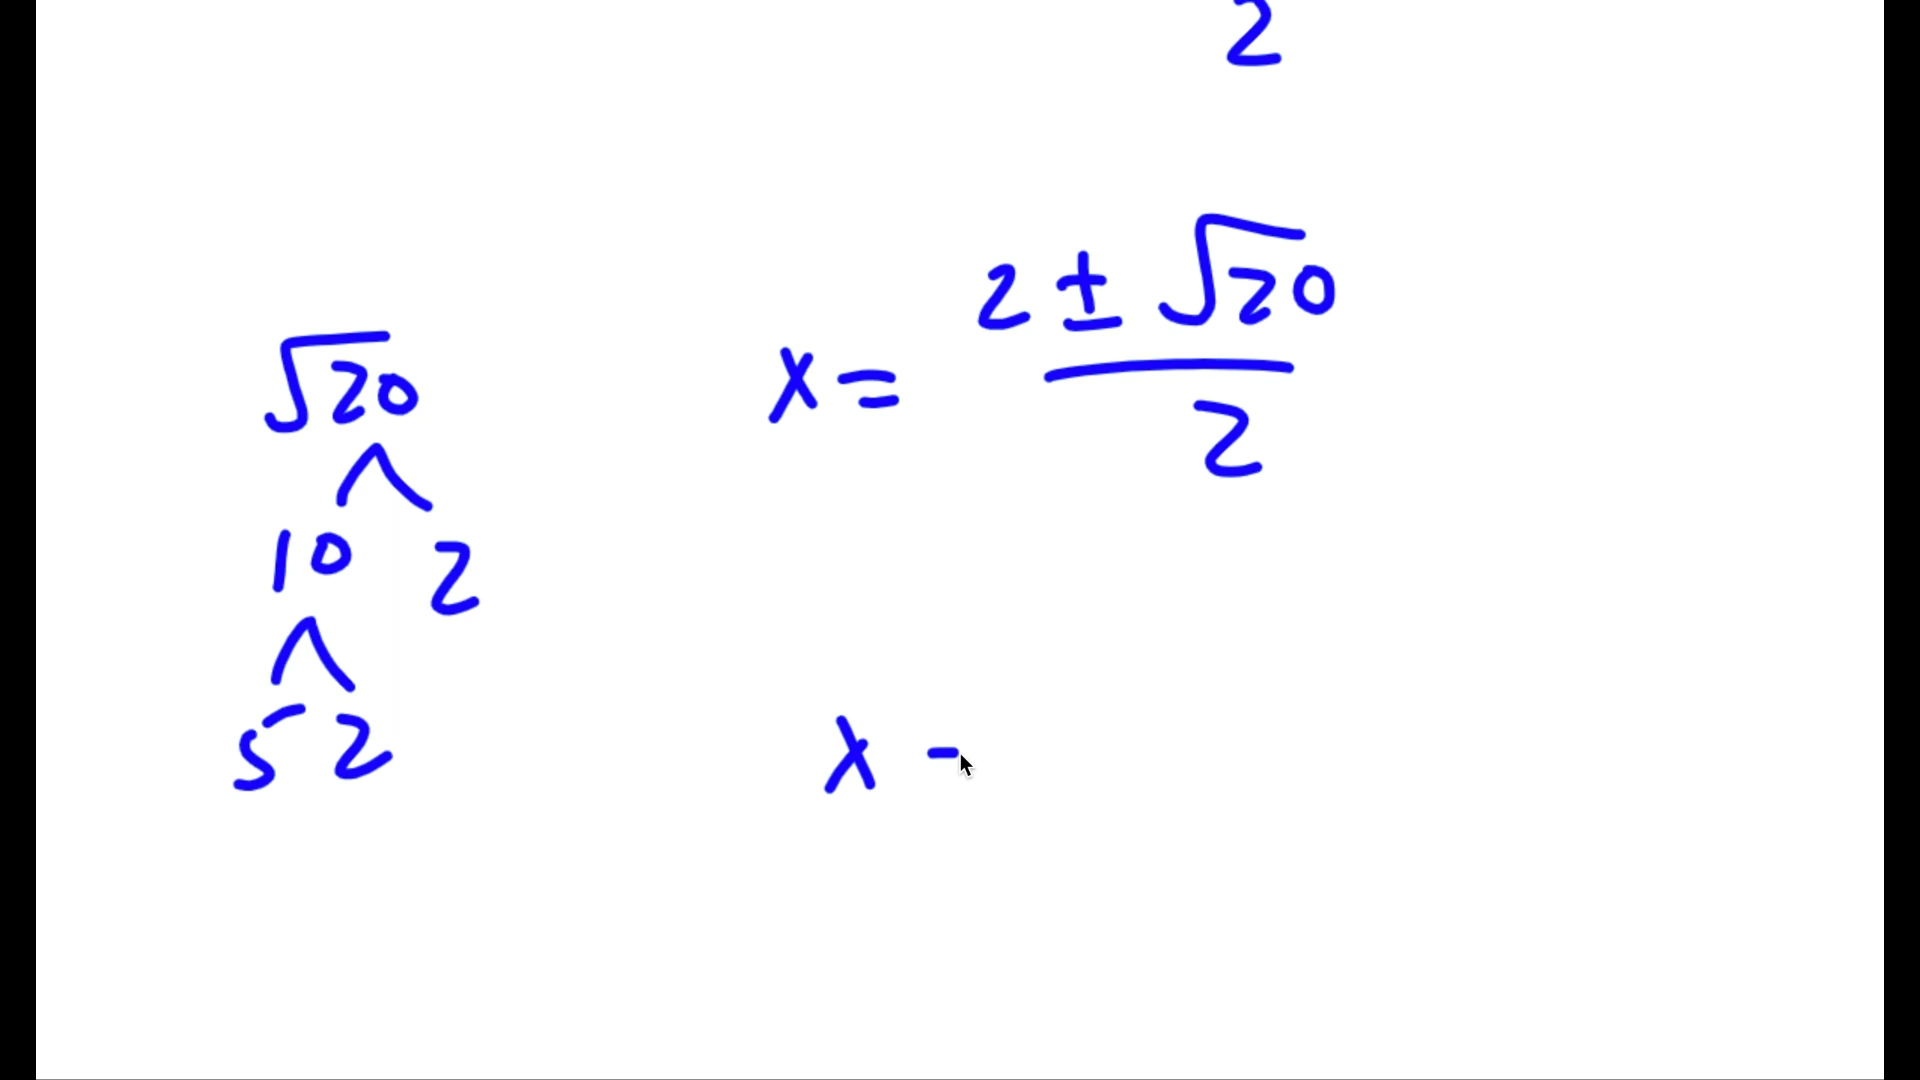 2
x = (2 ± √20) / 2
√20
10 2
5 2
x -